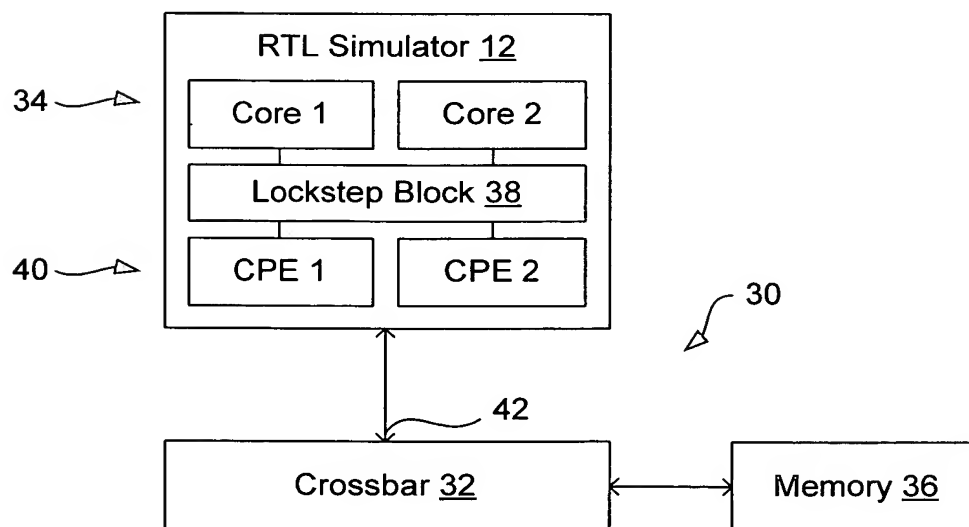 RTL Simulator 12
34
Core 1 Core 2
Lockstep Block 38
40
CPE 1 CPE 2
30
42
Crossbar 32 Memory 36